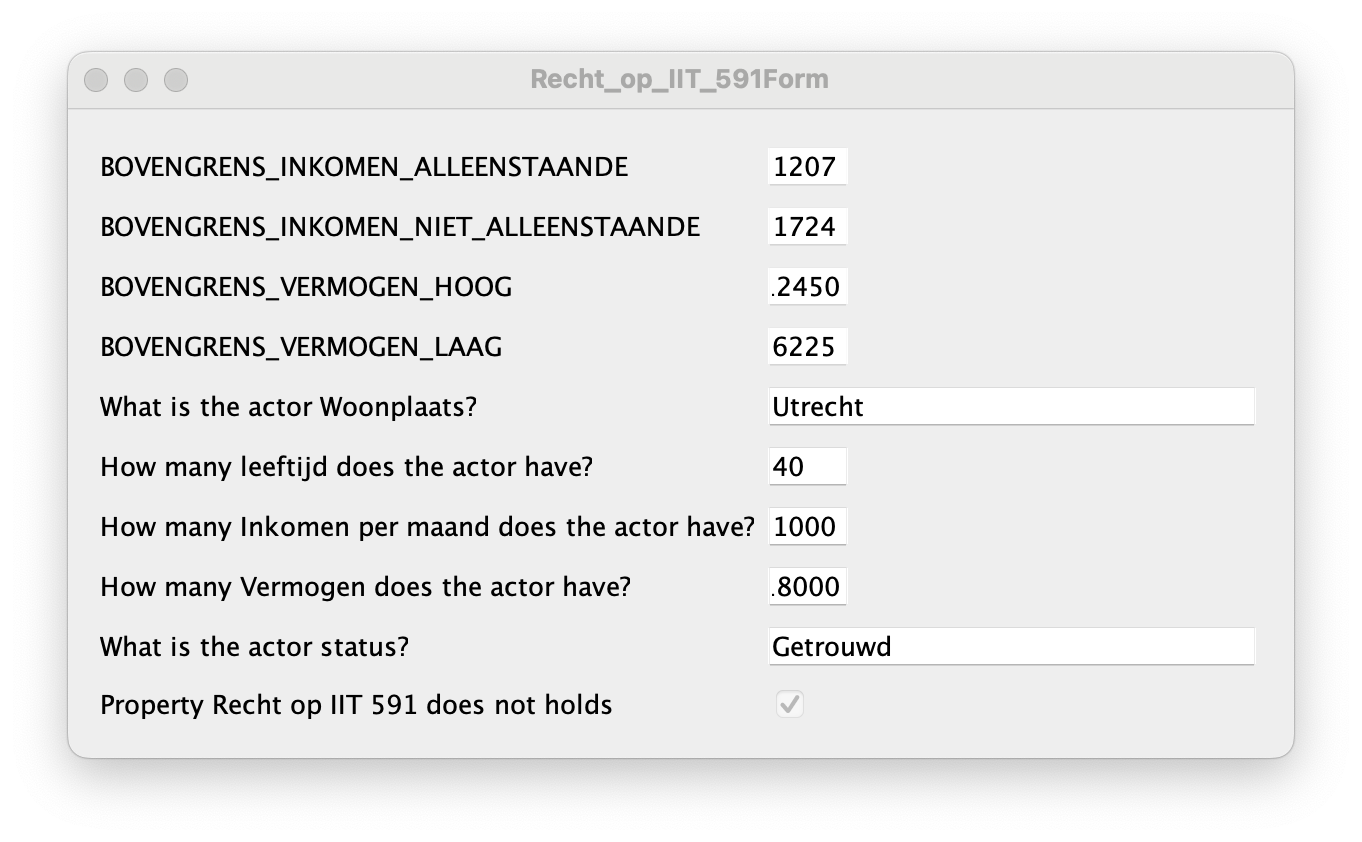 Recht_op_IIT_591Form
BOVENGRENS_INKOMEN_ALLEENSTAANDE 1207
BOVENGRENS_INKOMEN_NIET_ALLEENSTAANDE 1724
BOVENGRENS_VERMOGEN_HOOG .2450
BOVENGRENS_VERMOGEN_LAAG 6225
What is the actor Woonplaats? Utrecht
How many leeftijd does the actor have? 40
How many Inkomen per maand does the actor have? 1000
How many Vermogen does the actor have? .8000
What is the actor status? Getrouwd
Property Recht op IIT 591 does not holds